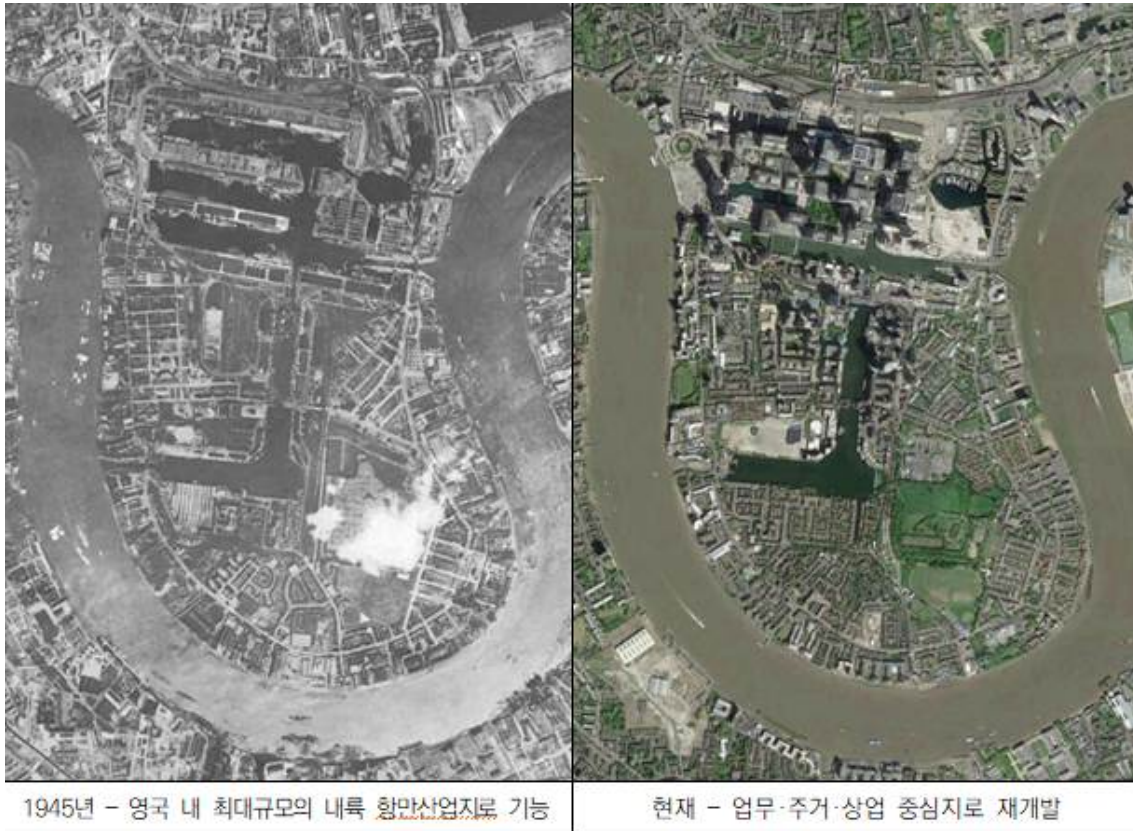 1945년 - 영국 내 최대규모의 내륙 항만산업지로 기능
현재 - 업무·주거·상업 중심지로 재개발